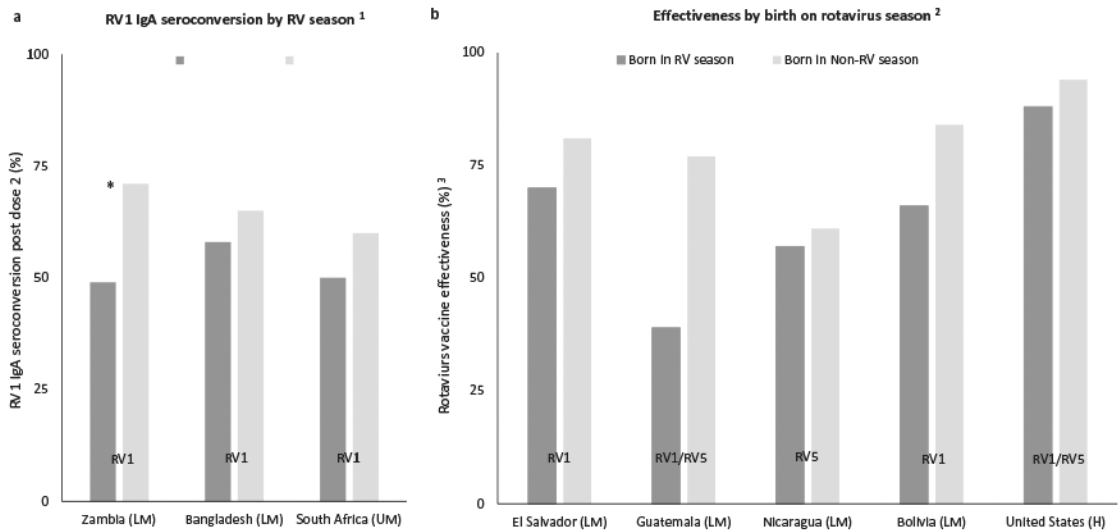 a
RV1 IgA seroconversion by RV season 1
100
75
50
25
0
RV1 IgA seroconversion post dose 2 (%)
*
RV1
RV1
RV1
Zambia (LM)
Bangladesh (LM)
South Africa (UM)
b
Effectiveness by birth on rotavirus season 2
Born in RV season
Born in Non-RV season
100
75
50
25
0
Rotaviurs vaccine effectiveness (%) 3
RV1
RV1/RV5
RV5
RV1
RV1/RV5
El Salvador (LM)
Guatemala (LM)
Nicaragua (LM)
Bolivia (LM)
United States (H)